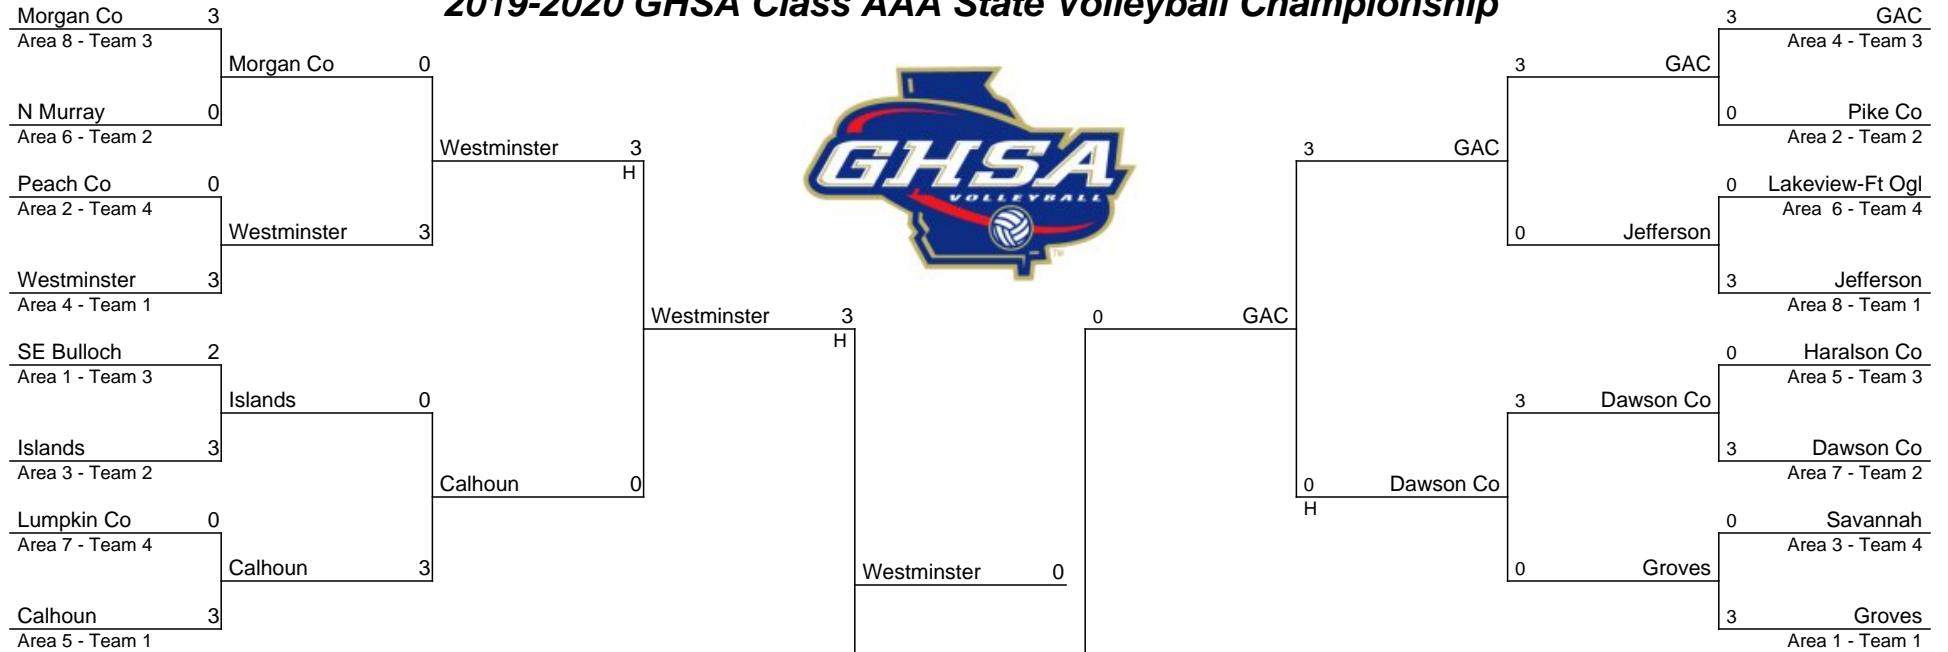 2019-2020 GHSA Class AAA State Volleyball Championship
Morgan Co 3
Area 8 - Team 3
Morgan Co 0
N Murray 0
Area 6 - Team 2
Westminster 3
H
Peach Co 0
Area 2 - Team 4
Westminster 3
Westminster 3
Area 4 - Team 1
Westminster 3
H
SE Bulloch 2
Area 1 - Team 3
Islands 0
Islands 3
Area 3 - Team 2
Calhoun 0
Lumpkin Co 0
Area 7 - Team 4
Calhoun 3
Calhoun 3
Area 5 - Team 1
Westminster 0
GHSA
VOLLEYBALL
TM
3 GAC
Area 4 - Team 3
3 GAC
0 Pike Co
Area 2 - Team 2
3 GAC
0 Lakeview-Ft Ogl
Area 6 - Team 4
0 Jefferson
3 Jefferson
Area 8 - Team 1
0 GAC
0 Haralson Co
Area 5 - Team 3
3 Dawson Co
3 Dawson Co
Area 7 - Team 2
0 Dawson Co
H
0 Savannah
Area 3 - Team 4
0 Groves
3 Groves
Area 1 - Team 1